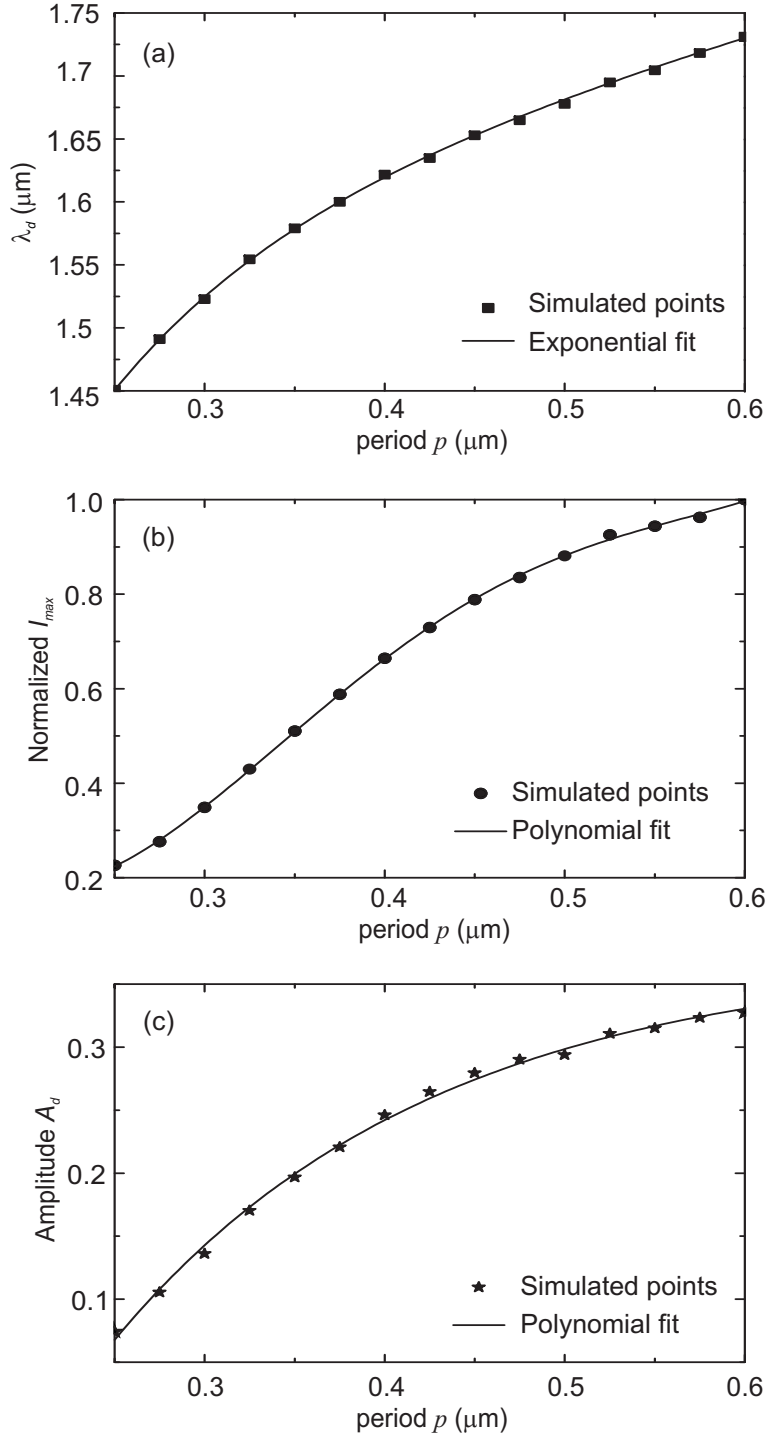 1.75
(a)
1.7
1.65
λd (μm)
1.6
1.55
Simulated points
1.5
Exponential fit
1.45
0.3 0.4 0.5 0.6
period p (μm)
1.0
(b)
0.8
Normalized Imax
0.6
0.4
Simulated points
Polynomial fit
0.2
0.3 0.4 0.5 0.6
period p (μm)
(c)
0.3
Amplitude Ad
0.2
0.1
Simulated points
Polynomial fit
0.3 0.4 0.5 0.6
period p (μm)